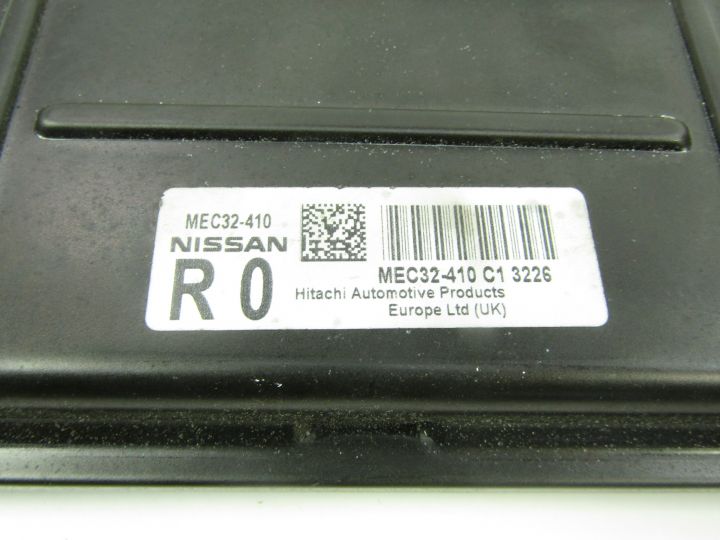 MEC32-410
NISSAN
R 0
MEC32-410 C1 3226
Hitachi Automotive Products
Europe Ltd (UK)